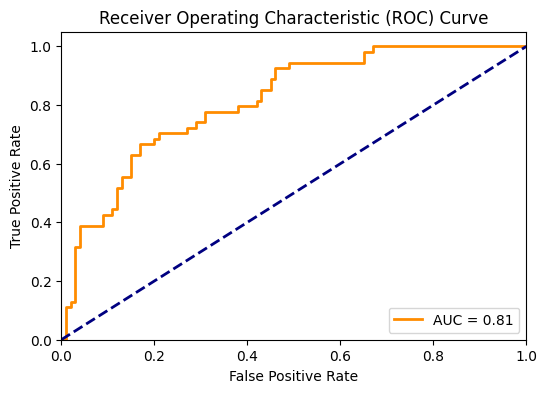 Receiver Operating Characteristic (ROC) Curve
1.0
0.8
0.6
0.4
0.2
0.0
True Positive Rate
AUC = 0.81
0.0 0.2 0.4 0.6 0.8 1.0
False Positive Rate